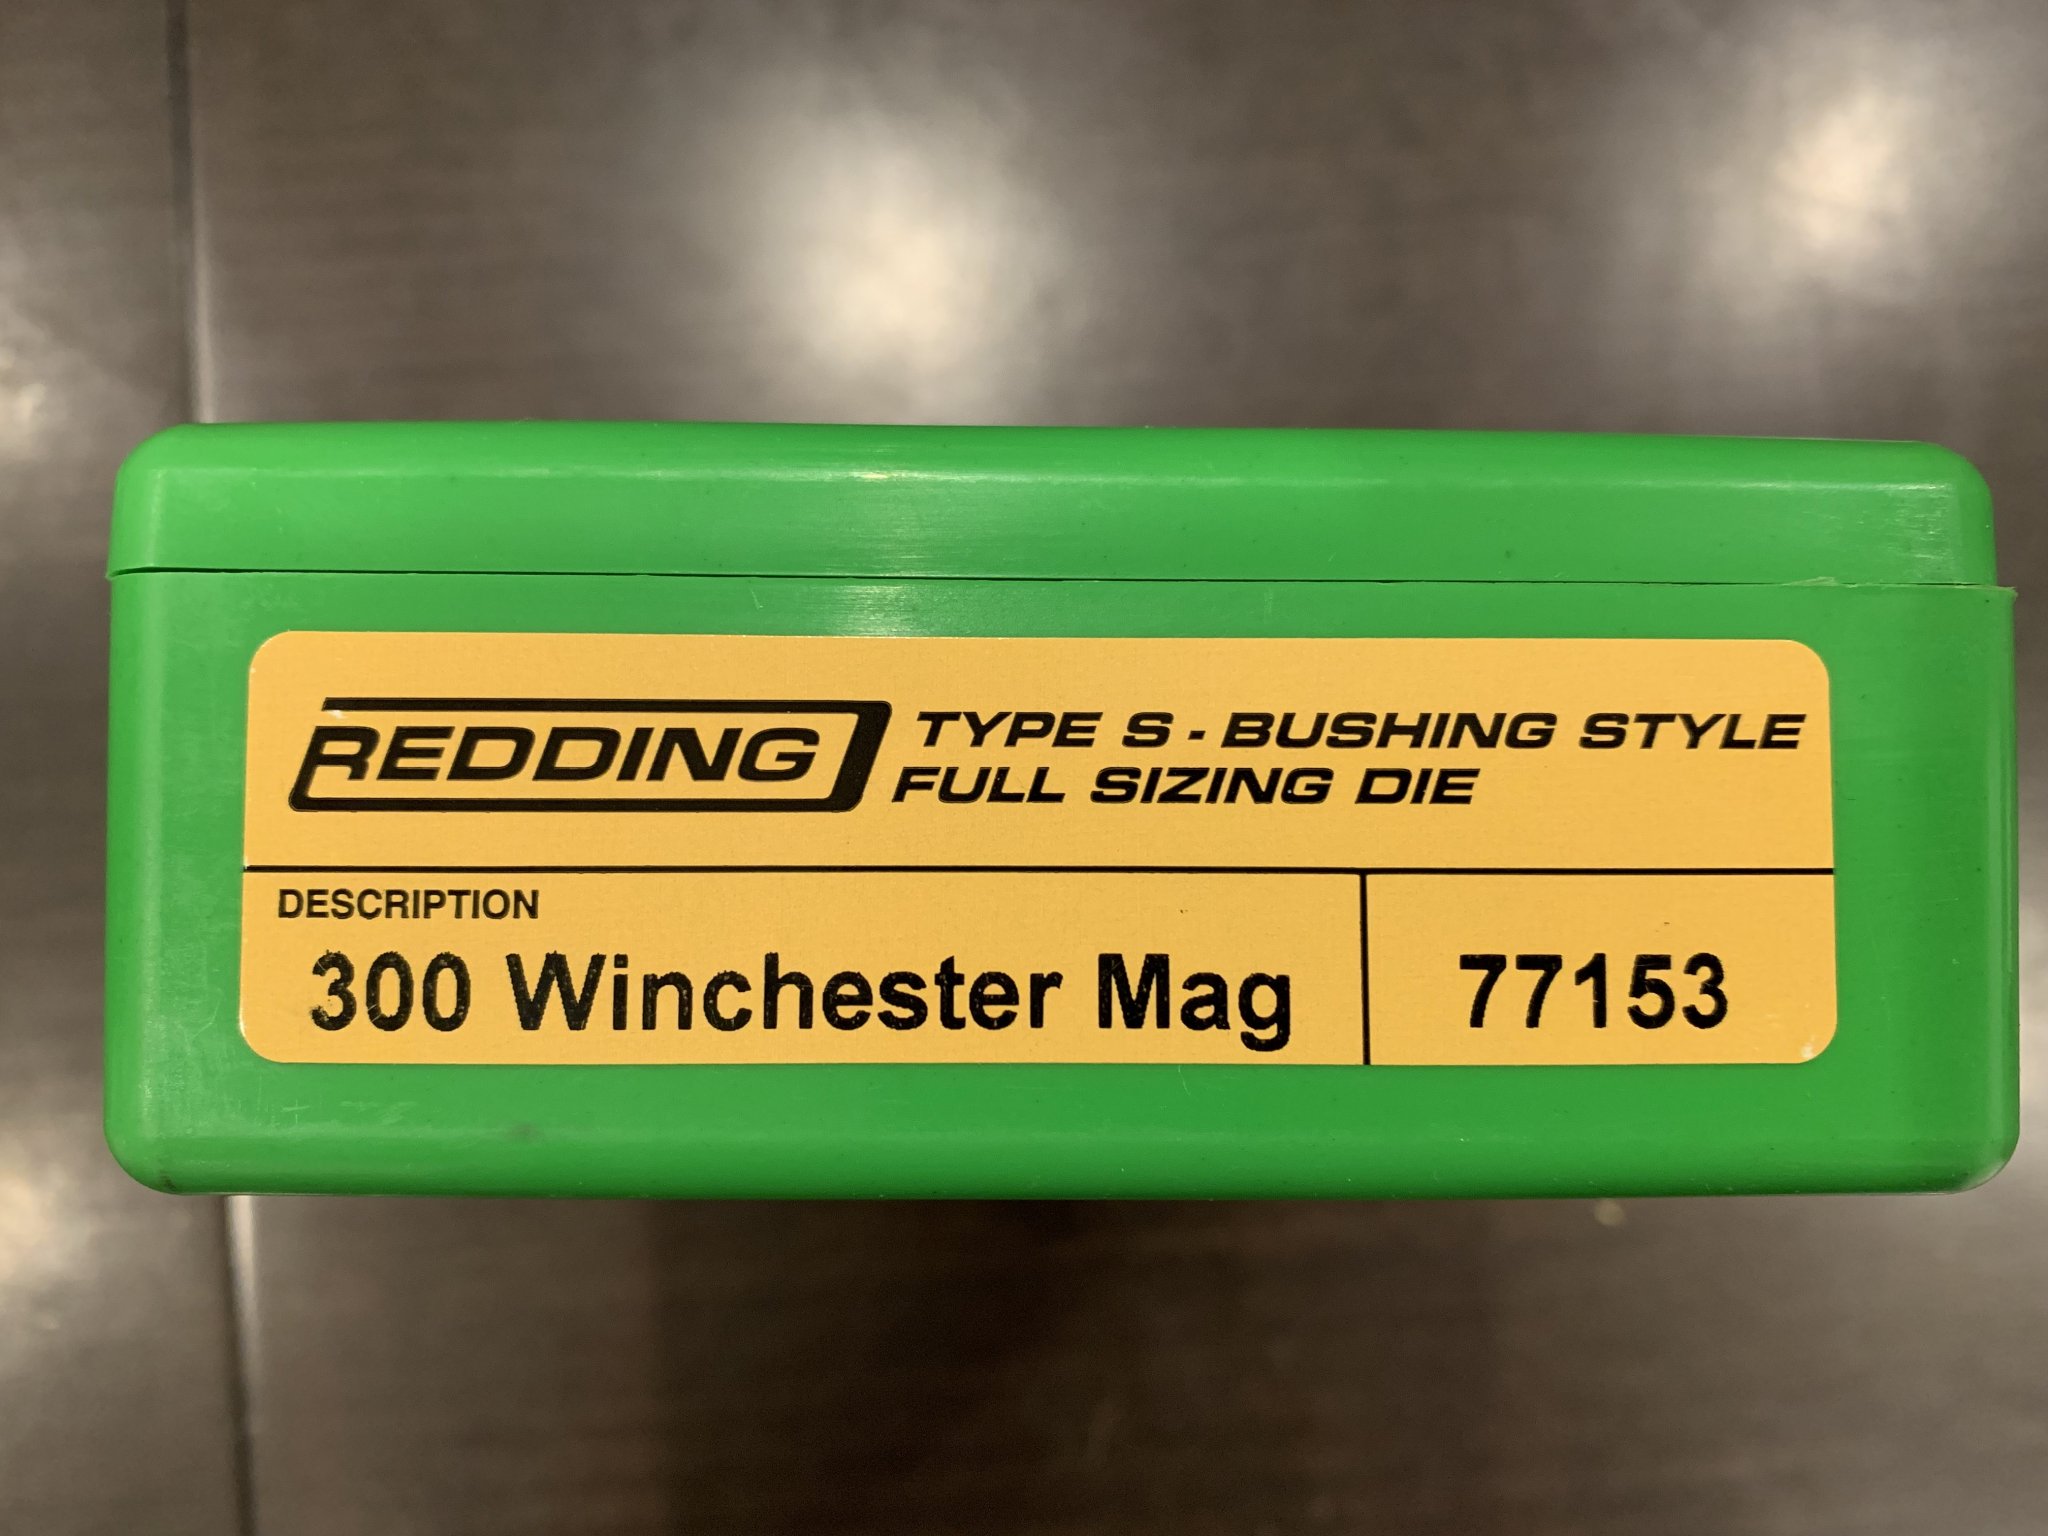 REDDING TYPE S - BUSHING STYLE
FULL SIZING DIE
DESCRIPTION
300 Winchester Mag 77153